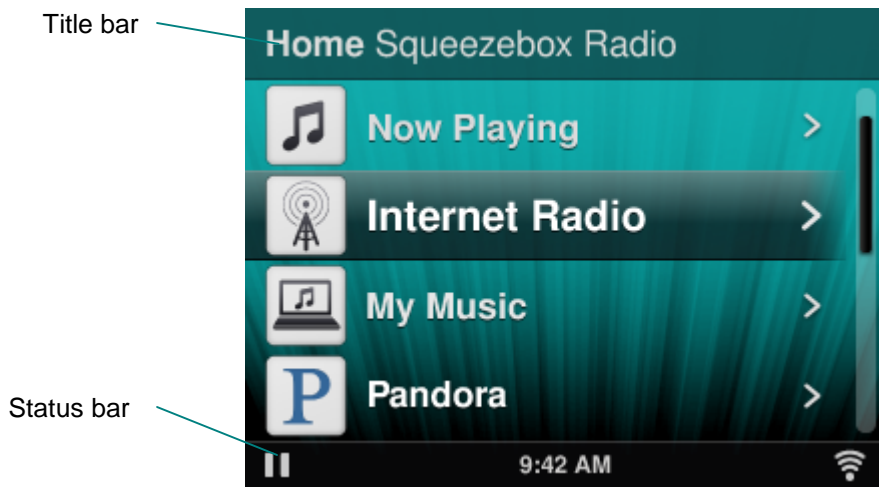 Title bar
Home Squeezebox Radio
Now Playing
Internet Radio
My Music
P Pandora
Status bar
9:42 AM